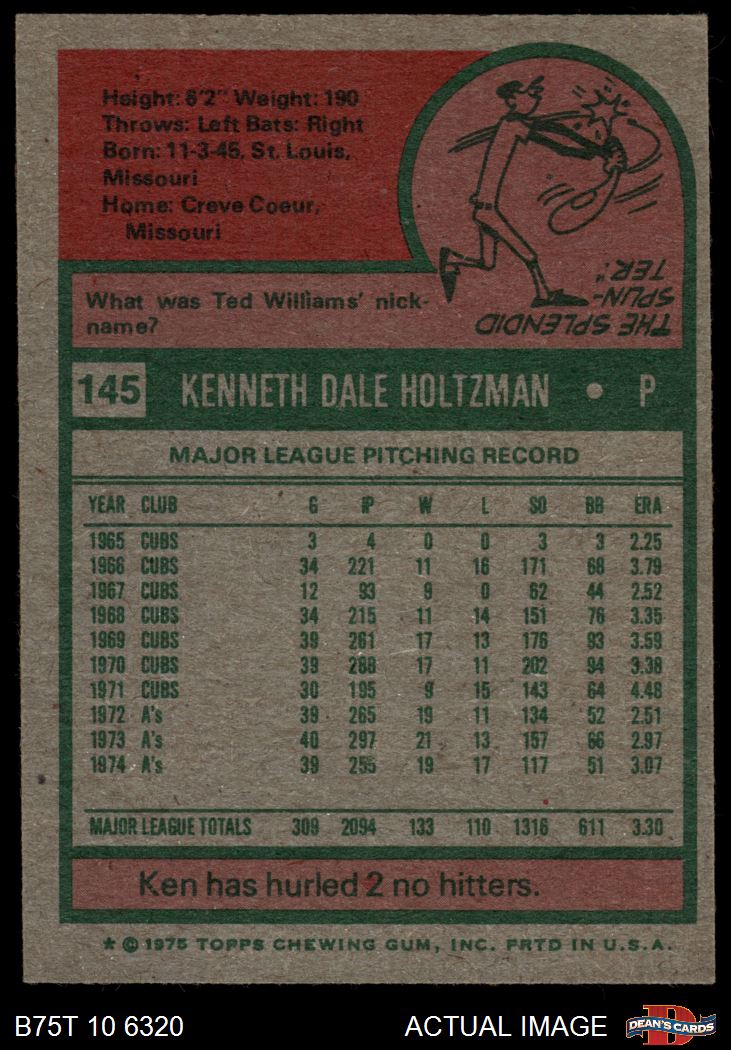 Height: 6'2" Weight: 190
Throws: Left Bats: Right
Born: 11-3-45, St. Louis,
Missouri
Home: Creve Coeur,
Missouri
What was Ted Williams' nick-
name?
THE SPLENDID
SPLIN-
TER!
145 KENNETH DALE HOLTZMAN • P
MAJOR LEAGUE PITCHING RECORD
YEAR CLUB G IP W L SO BB ERA
1965 CUBS 3 4 0 0 3 3 2.25
1966 CUBS 34 221 11 16 171 68 3.79
1967 CUBS 12 93 9 0 62 44 2.52
1968 CUBS 34 215 11 14 151 76 3.35
1969 CUBS 39 261 17 13 176 93 3.59
1970 CUBS 39 288 17 11 202 94 3.38
1971 CUBS 30 195 9 15 143 64 4.48
1972 A's 39 265 19 11 134 52 2.51
1973 A's 40 297 21 13 157 66 2.97
1974 A's 39 255 19 17 117 51 3.07
MAJOR LEAGUE TOTALS 309 2094 133 110 1316 611 3.30
Ken has hurled 2 no hitters.
* © 1975 TOPPS CHEWING GUM, INC. PRTD IN U.S.A.
B75T 10 6320 ACTUAL IMAGE
D
DEAN'S CARDS